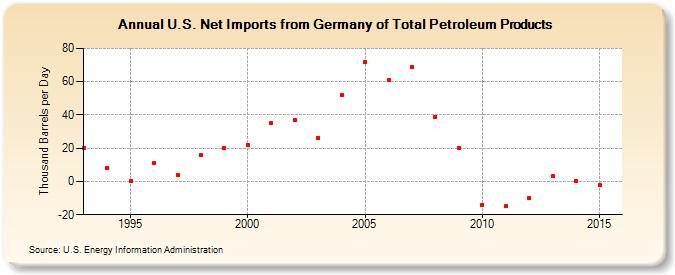 Annual U.S. Net Imports from Germany of Total Petroleum Products
Thousand Barrels per Day
80
60
40
20
0
-20
1995 2000 2005 2010 2015
Source: U.S. Energy Information Administration